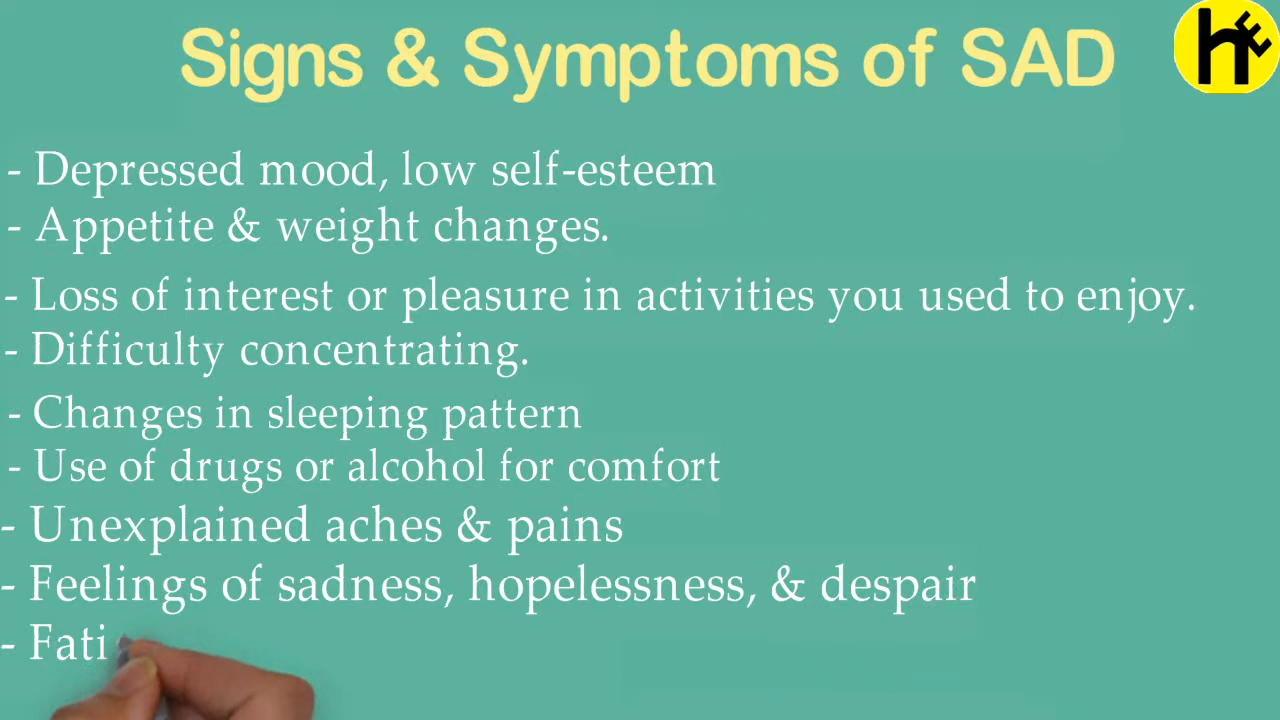 Signs & Symptoms of SAD
hE
- Depressed mood, low self-esteem
- Appetite & weight changes.
- Loss of interest or pleasure in activities you used to enjoy.
- Difficulty concentrating.
- Changes in sleeping pattern
- Use of drugs or alcohol for comfort
- Unexplained aches & pains
- Feelings of sadness, hopelessness, & despair
- Fati